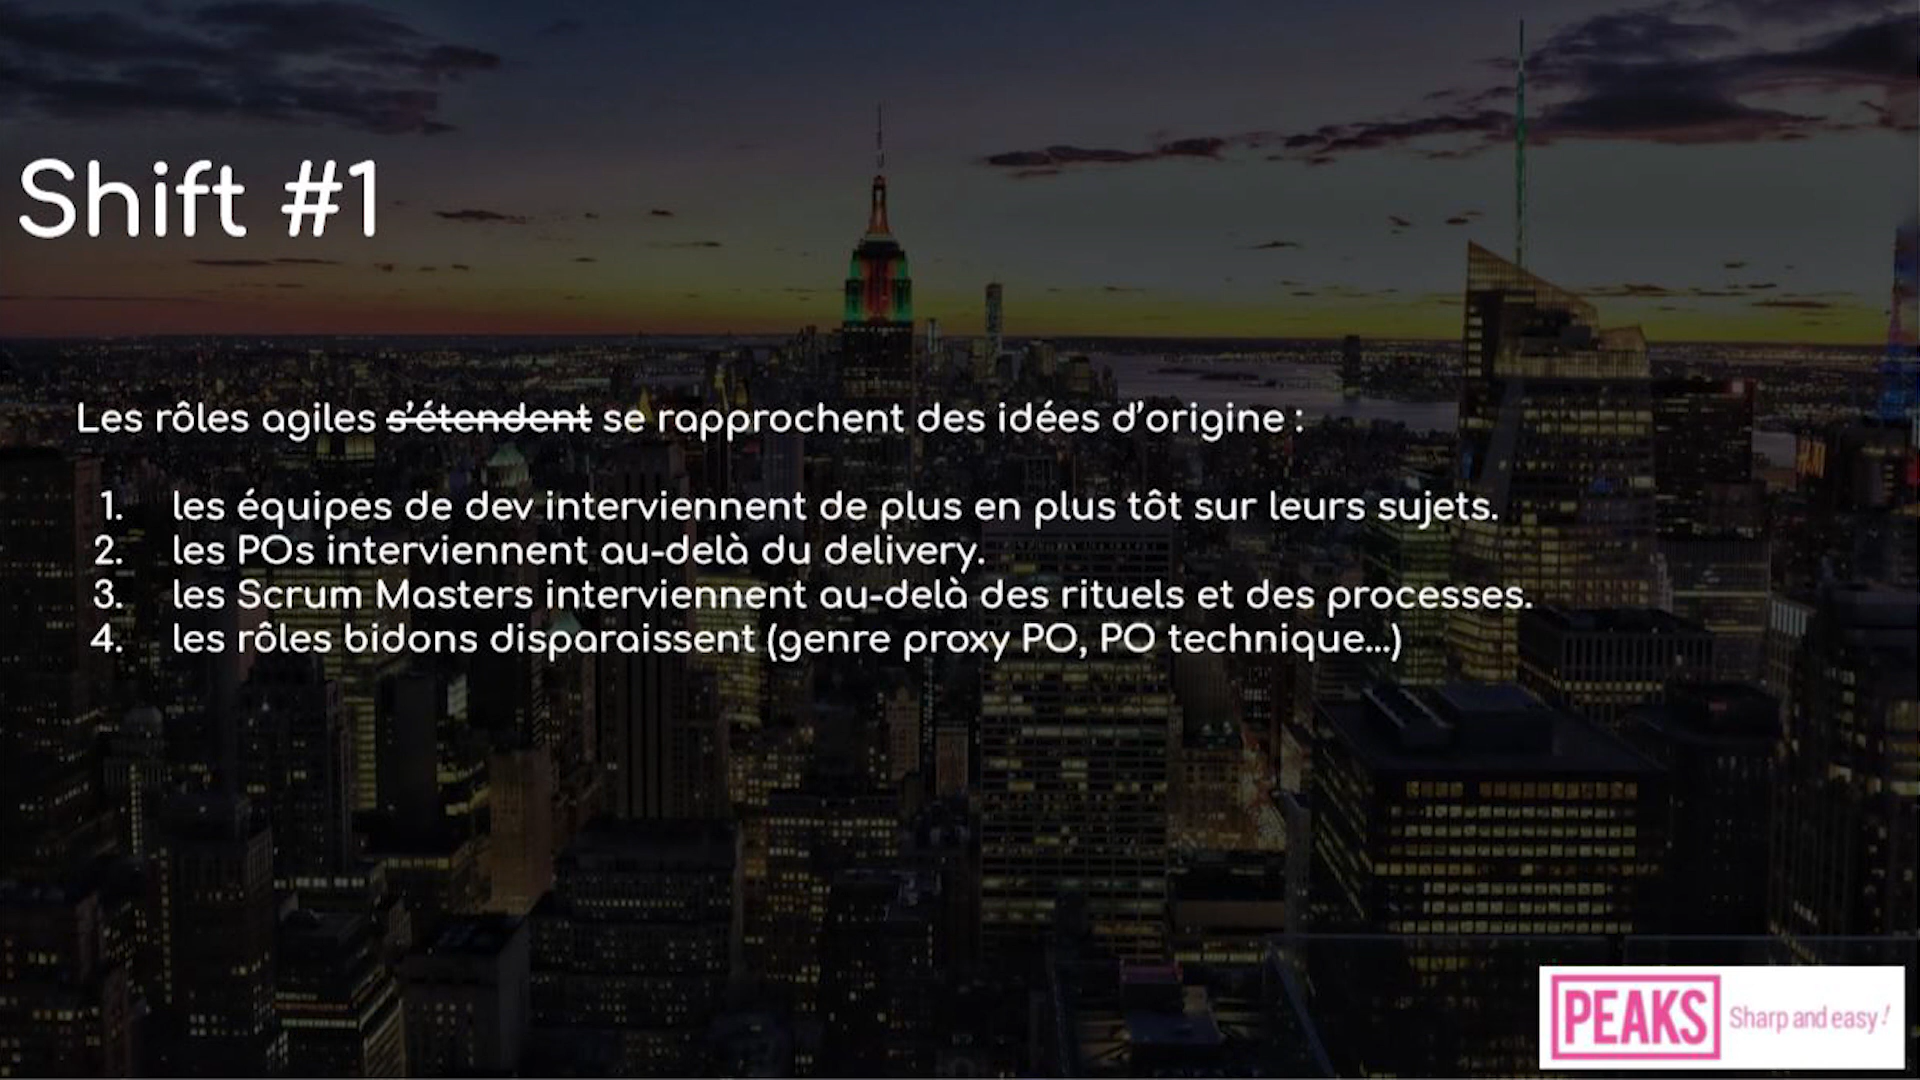 Shift #1
Les rôles agiles s'étendent se rapprochent des idées d'origine :
1. les équipes de dev interviennent de plus en plus tôt sur leurs sujets.
2. les POs interviennent au-delà du delivery.
3. les Scrum Masters interviennent au-delà des rituels et des processes.
4. les rôles bidons disparaissent (genre proxy PO, PO technique...)
PEAKS Sharp and easy !